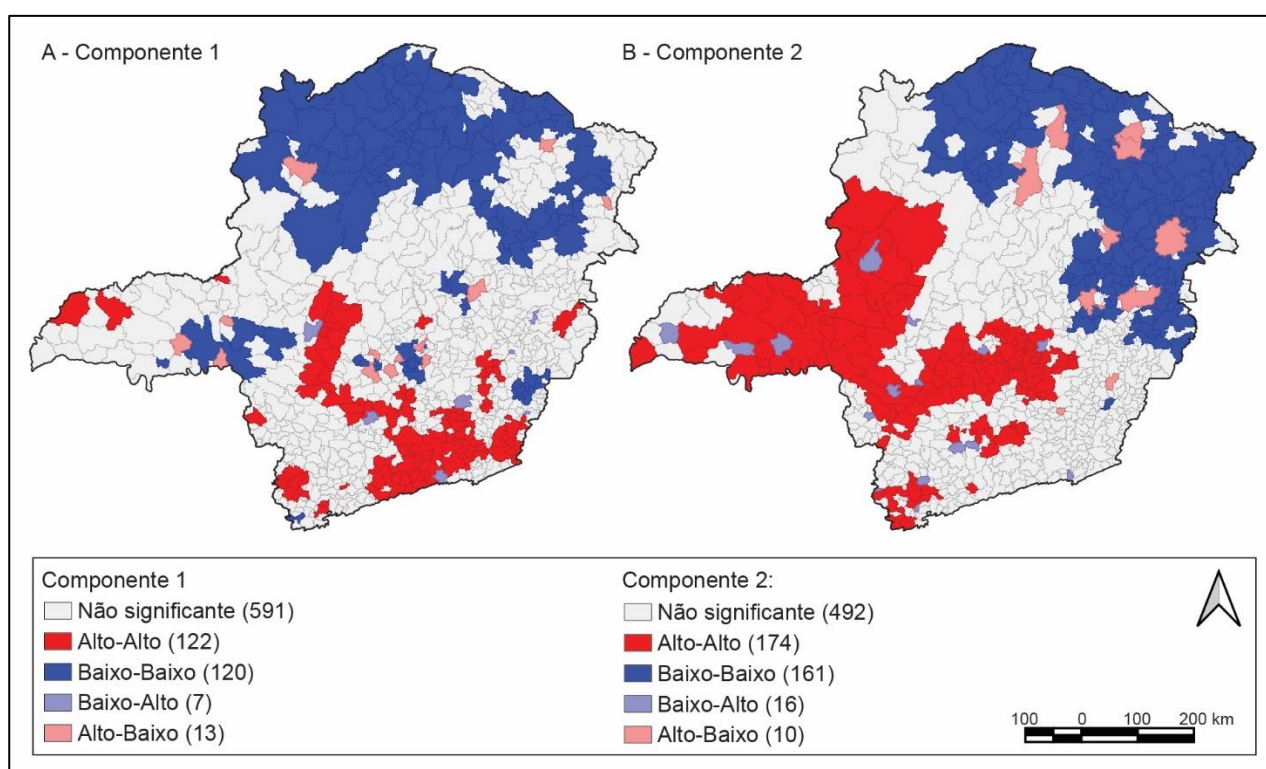 A - Componente 1
B - Componente 2
Componente 1
Não significante (591)
Alto-Alto (122)
Baixo-Baixo (120)
Baixo-Alto (7)
Alto-Baixo (13)
Componente 2:
Não significante (492)
Alto-Alto (174)
Baixo-Baixo (161)
Baixo-Alto (16)
Alto-Baixo (10)
100 0 100 200 km